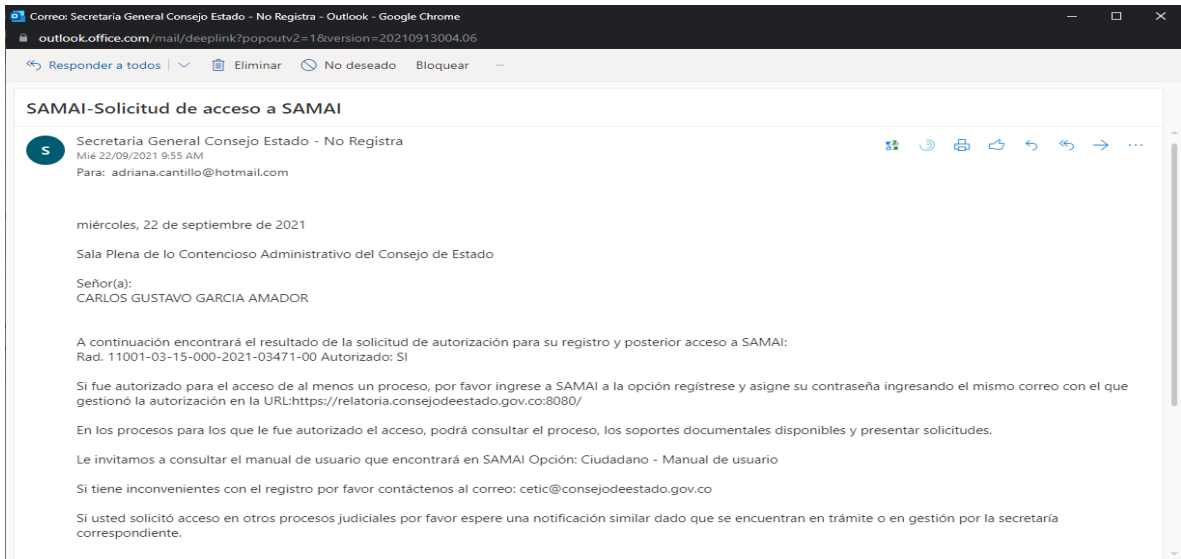 Correo: Secretaria General Consejo Estado - No Registra - Outlook - Google Chrome
outlook.office.com/mail/deeplink?popoutv2=1&version=20210913004.06
Responder a todos Eliminar No deseado Bloquear ...
SAMAI-Solicitud de acceso a SAMAI
S
Secretaria General Consejo Estado - No Registra
Mié 22/09/2021 9:55 AM
Para: adriana.cantillo@hotmail.com
miércoles, 22 de septiembre de 2021
Sala Plena de lo Contencioso Administrativo del Consejo de Estado
Señor(a):
CARLOS GUSTAVO GARCIA AMADOR
A continuación encontrará el resultado de la solicitud de autorización para su registro y posterior acceso a SAMAI:
Rad. 11001-03-15-000-2021-03471-00 Autorizado: SI
Si fue autorizado para el acceso de al menos un proceso, por favor ingrese a SAMAI a la opción regístrese y asigne su contraseña ingresando el mismo correo con el que
gestionó la autorización en la URL:https://relatoria.consejodeestado.gov.co:8080/
En los procesos para los que le fue autorizado el acceso, podrá consultar el proceso, los soportes documentales disponibles y presentar solicitudes.
Le invitamos a consultar el manual de usuario que encontrará en SAMAI Opción: Ciudadano - Manual de usuario
Si tiene inconvenientes con el registro por favor contáctenos al correo: cetic@consejodeestado.gov.co
Si usted solicitó acceso en otros procesos judiciales por favor espere una notificación similar dado que se encuentran en trámite o en gestión por la secretaría
correspondiente.